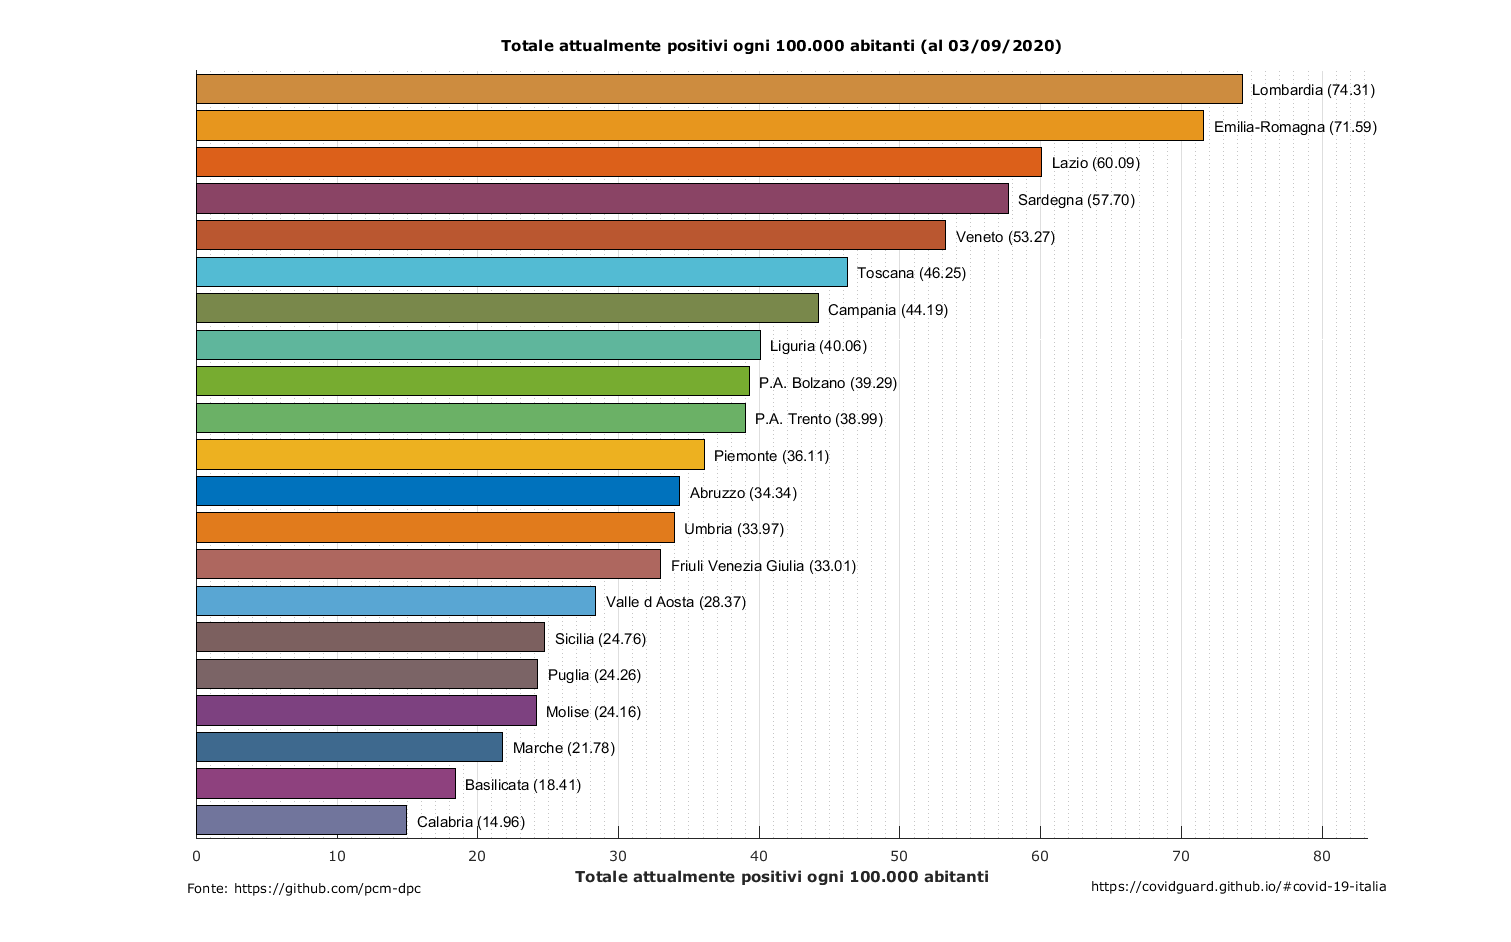 Totale attualmente positivi ogni 100.000 abitanti (al 03/09/2020)
Lombardia (74.31)
Emilia-Romagna (71.59)
Lazio (60.09)
Sardegna (57.70)
Veneto (53.27)
Toscana (46.25)
Campania (44.19)
Liguria (40.06)
P.A. Bolzano (39.29)
P.A. Trento (38.99)
Piemonte (36.11)
Abruzzo (34.34)
Umbria (33.97)
Friuli Venezia Giulia (33.01)
Valle d Aosta (28.37)
Sicilia (24.76)
Puglia (24.26)
Molise (24.16)
Marche (21.78)
Basilicata (18.41)
Calabria (14.96)
0 10 20 30 40 50 60 70 80
Totale attualmente positivi ogni 100.000 abitanti
Fonte: https://github.com/pcm-dpc
https://covidguard.github.io/#covid-19-italia